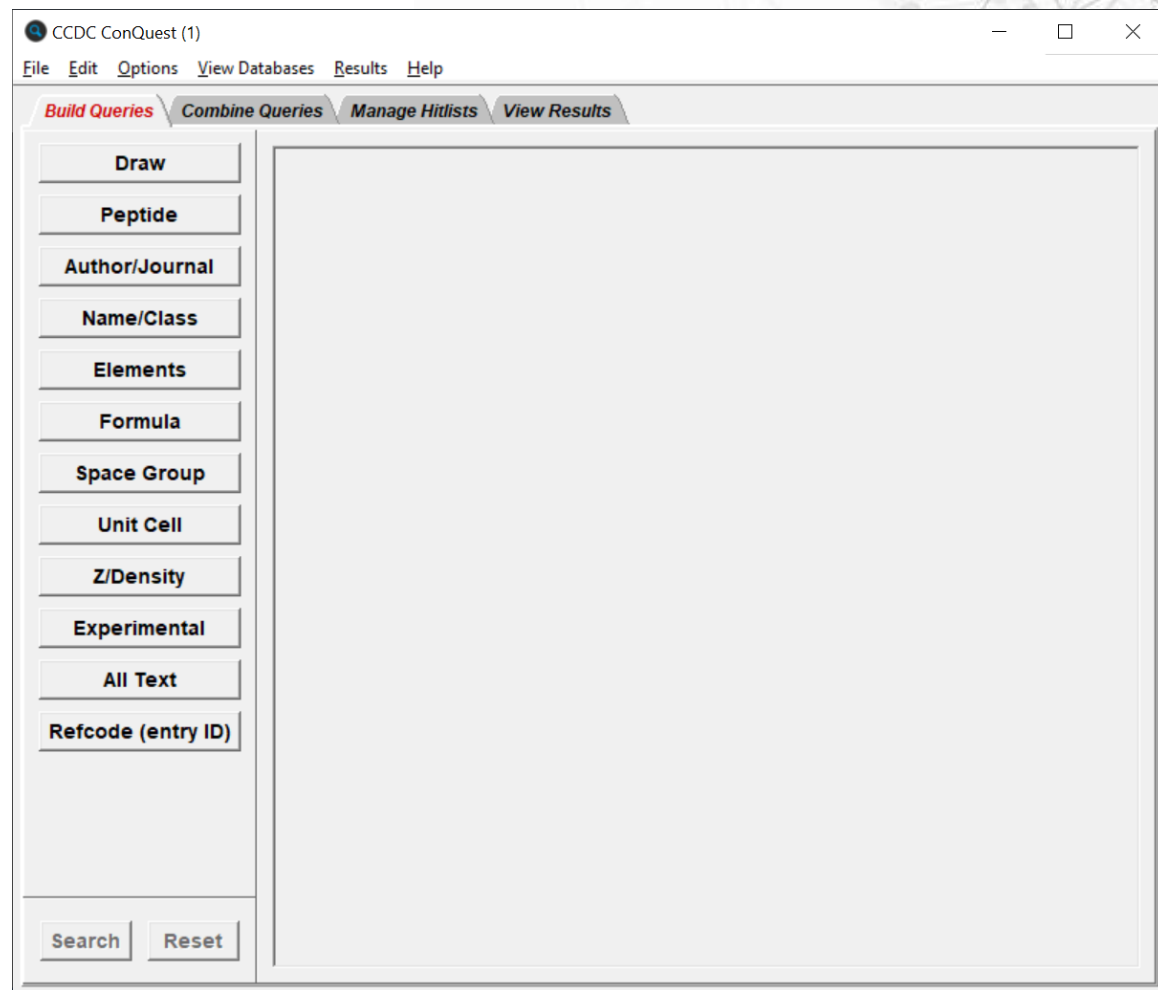 CCDC ConQuest (1)
File Edit Options View Databases Results Help
Build Queries Combine Queries Manage Hitlists View Results
Draw
Peptide
Author/Journal
Name/Class
Elements
Formula
Space Group
Unit Cell
Z/Density
Experimental
All Text
Refcode (entry ID)
Search Reset